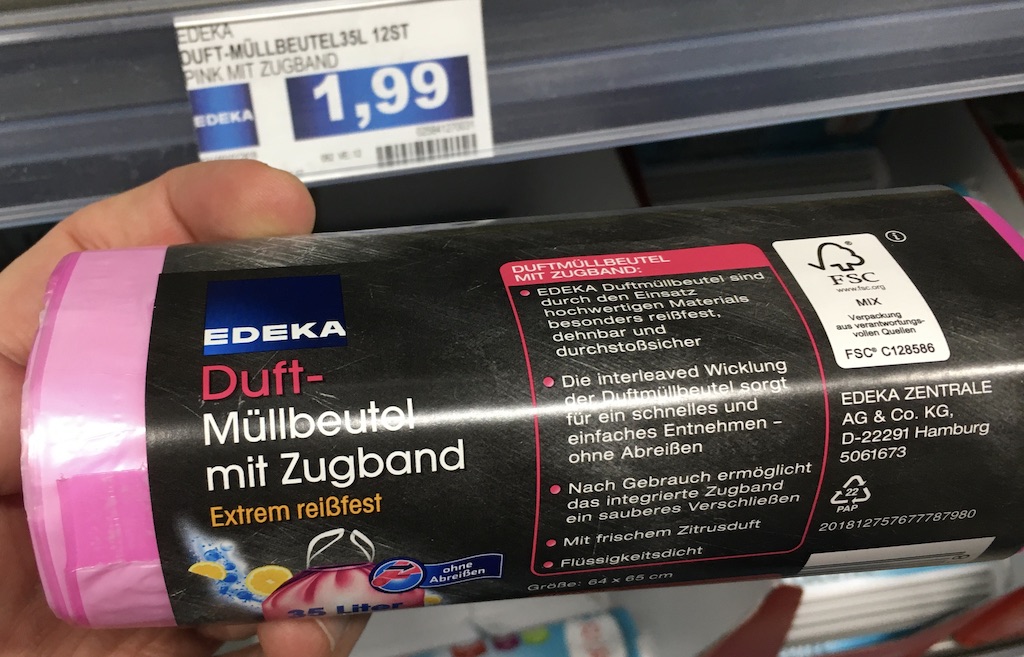 EDEKA
DUFT-MÜLLBEUTEL35L 12ST
PINK MIT ZUGBAND
EDEKA
1,99
EDEKA
Duft-
Müllbeutel
mit Zugband
Extrem reißfest
ohne
Abreißen
35 Liter
DUFTMÜLLBEUTEL
MIT ZUGBAND:
• EDEKA Duftmüllbeutel sind
durch den Einsatz
hochwertigen Materials
besonders reißfest,
dehnbar und
durchstoßsicher
• Die interleaved Wicklung
der Duftmüllbeutel sorgt
für ein schnelles und
einfaches Entnehmen –
ohne Abreißen
• Nach Gebrauch ermöglicht
das integrierte Zugband
ein sauberes Verschließen
• Mit frischem Zitrusduft
• Flüssigkeitsdicht
Größe: 64 x 65 cm
FSC
www.fsc.org
MIX
Verpackung
aus verantwortungs-
vollen Quellen
FSC® C128586
EDEKA ZENTRALE
AG & Co. KG,
D-22291 Hamburg
5061673
22
PAP
201812757677787980